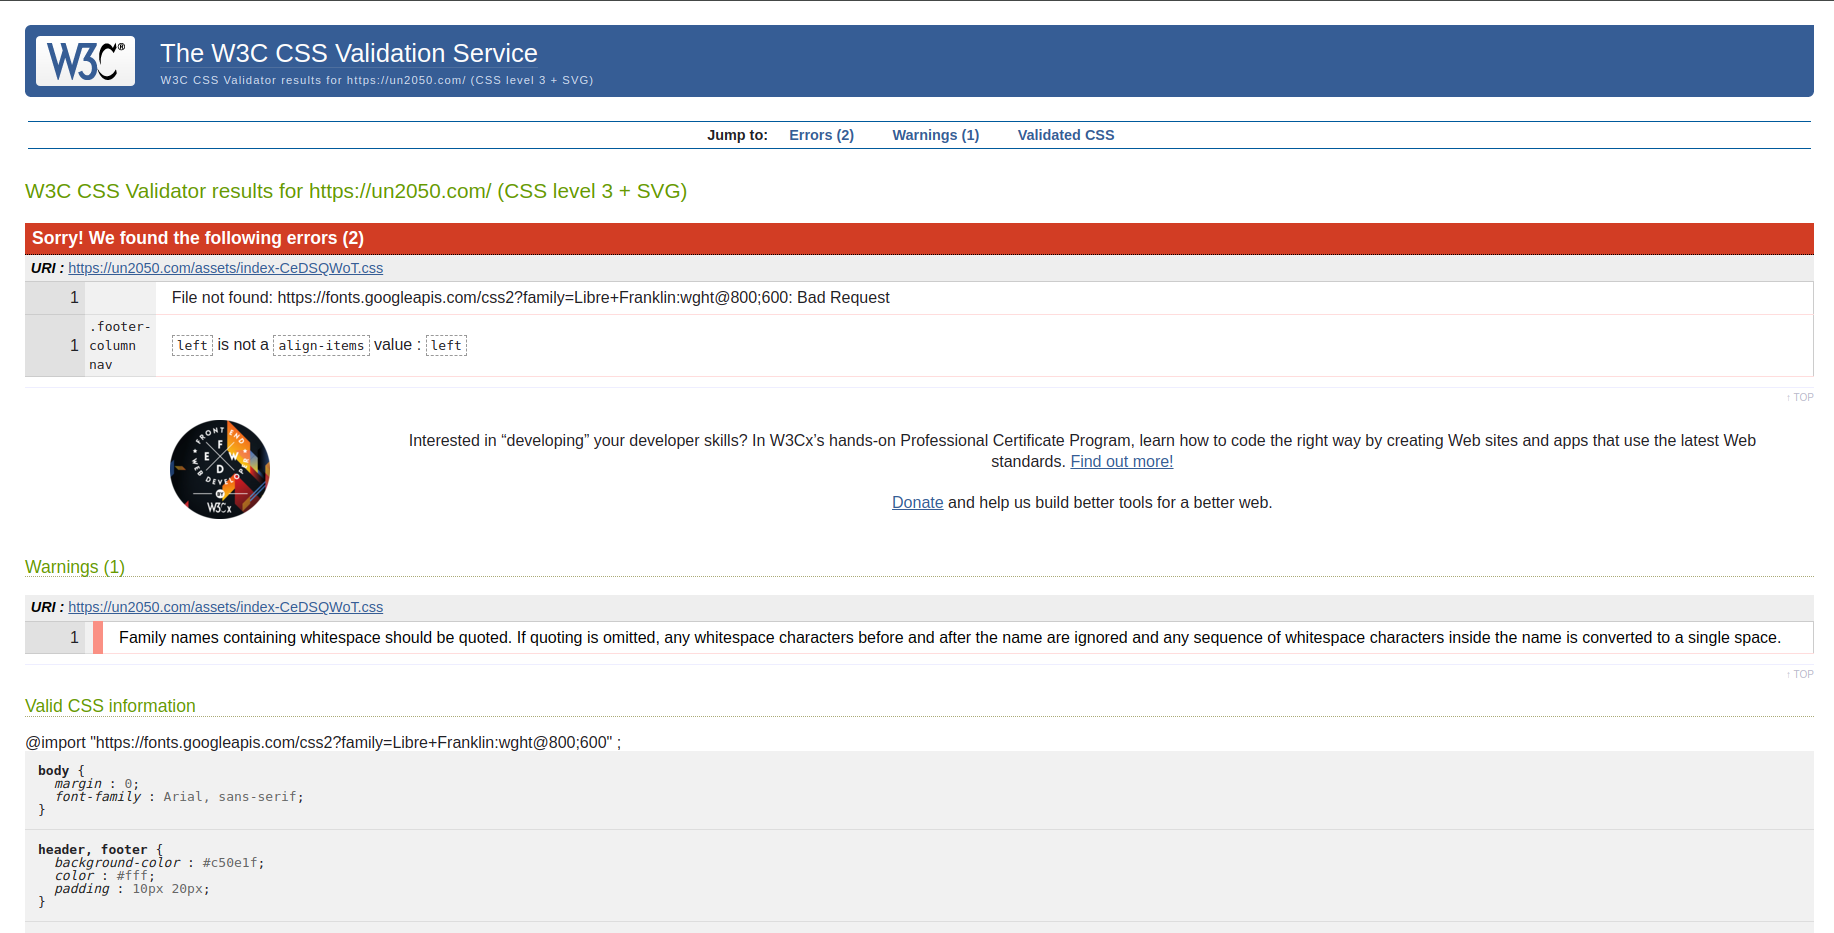 W3C®
The W3C CSS Validation Service
W3C CSS Validator results for https://un2050.com/ (CSS level 3 + SVG)
Jump to: Errors (2) Warnings (1) Validated CSS
W3C CSS Validator results for https://un2050.com/ (CSS level 3 + SVG)
Sorry! We found the following errors (2)
URI : https://un2050.com/assets/index-CeDSQWoT.css
1 File not found: https://fonts.googleapis.com/css2?family=Libre+Franklin:wght@800;600: Bad Request
.footer-
1 column left is not a align-items value : left
nav
↑ TOP
FRONT END
F
E W
D
WEB DEVELOPER
BY
W3Cx
Interested in “developing” your developer skills? In W3Cx’s hands-on Professional Certificate Program, learn how to code the right way by creating Web sites and apps that use the latest Web
standards. Find out more!
Donate and help us build better tools for a better web.
Warnings (1)
URI : https://un2050.com/assets/index-CeDSQWoT.css
1 Family names containing whitespace should be quoted. If quoting is omitted, any whitespace characters before and after the name are ignored and any sequence of whitespace characters inside the name is converted to a single space.
↑ TOP
Valid CSS information
@import "https://fonts.googleapis.com/css2?family=Libre+Franklin:wght@800;600" ;
body {
margin : 0;
font-family : Arial, sans-serif;
}
header, footer {
background-color : #c50e1f;
color : #fff;
padding : 10px 20px;
}